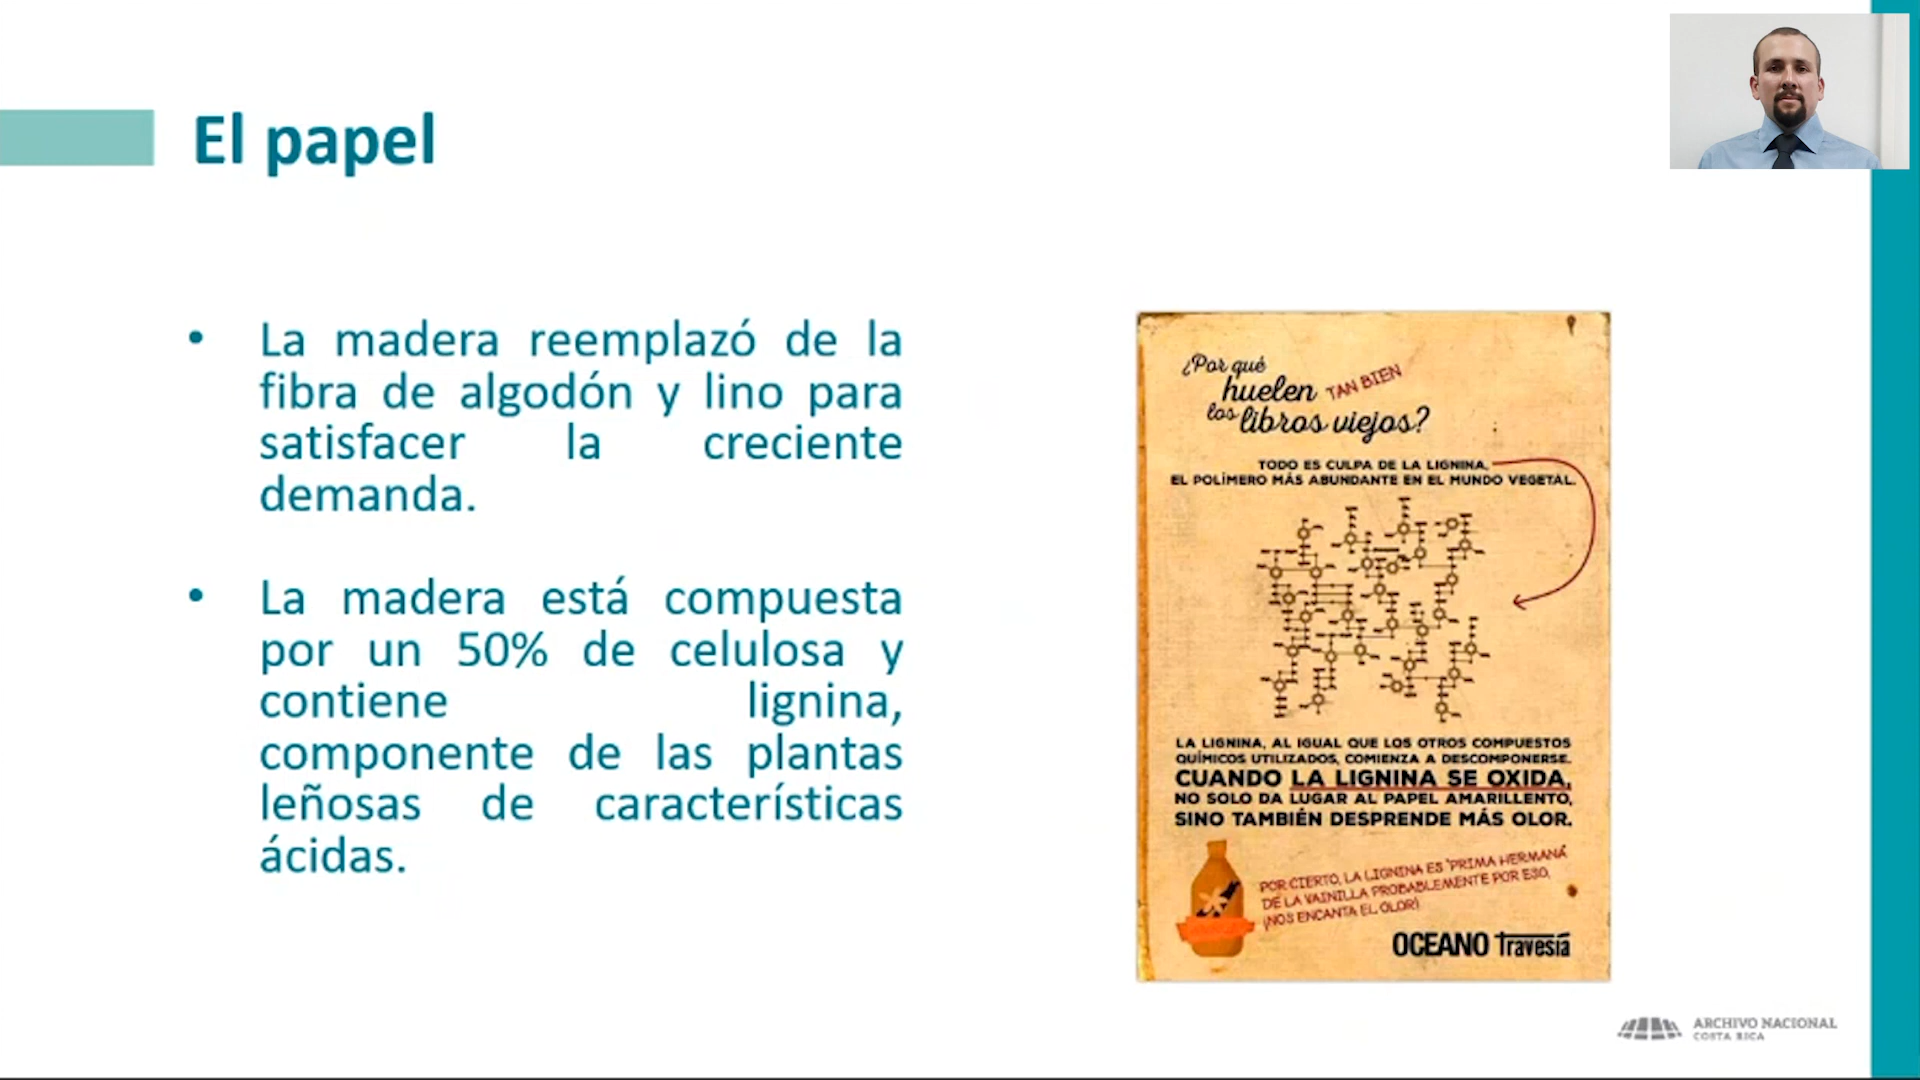 El papel
• La madera reemplazó de la
fibra de algodón y lino para
satisfacer la creciente
demanda.
• La madera está compuesta
por un 50% de celulosa y
contiene lignina,
componente de las plantas
leñosas de características
ácidas.
¿Por qué
huelen TAN BIEN
los libros viejos?
TODO ES CULPA DE LA LIGNINA,
EL POLÍMERO MÁS ABUNDANTE EN EL MUNDO VEGETAL.
LA LIGNINA, AL IGUAL QUE LOS OTROS COMPUESTOS
QUÍMICOS UTILIZADOS, COMIENZA A DESCOMPONERSE.
CUANDO LA LIGNINA SE OXIDA,
NO SOLO DA LUGAR AL PAPEL AMARILLENTO,
SINO TAMBIÉN DESPRENDE MÁS OLOR.
POR CIERTO, LA LIGNINA ES "PRIMA HERMANA"
DE LA VAINILLA PROBABLEMENTE POR ESO,
¡NOS ENCANTA EL OLOR!
OCEANO Travesía
ARCHIVO NACIONAL
COSTA RICA